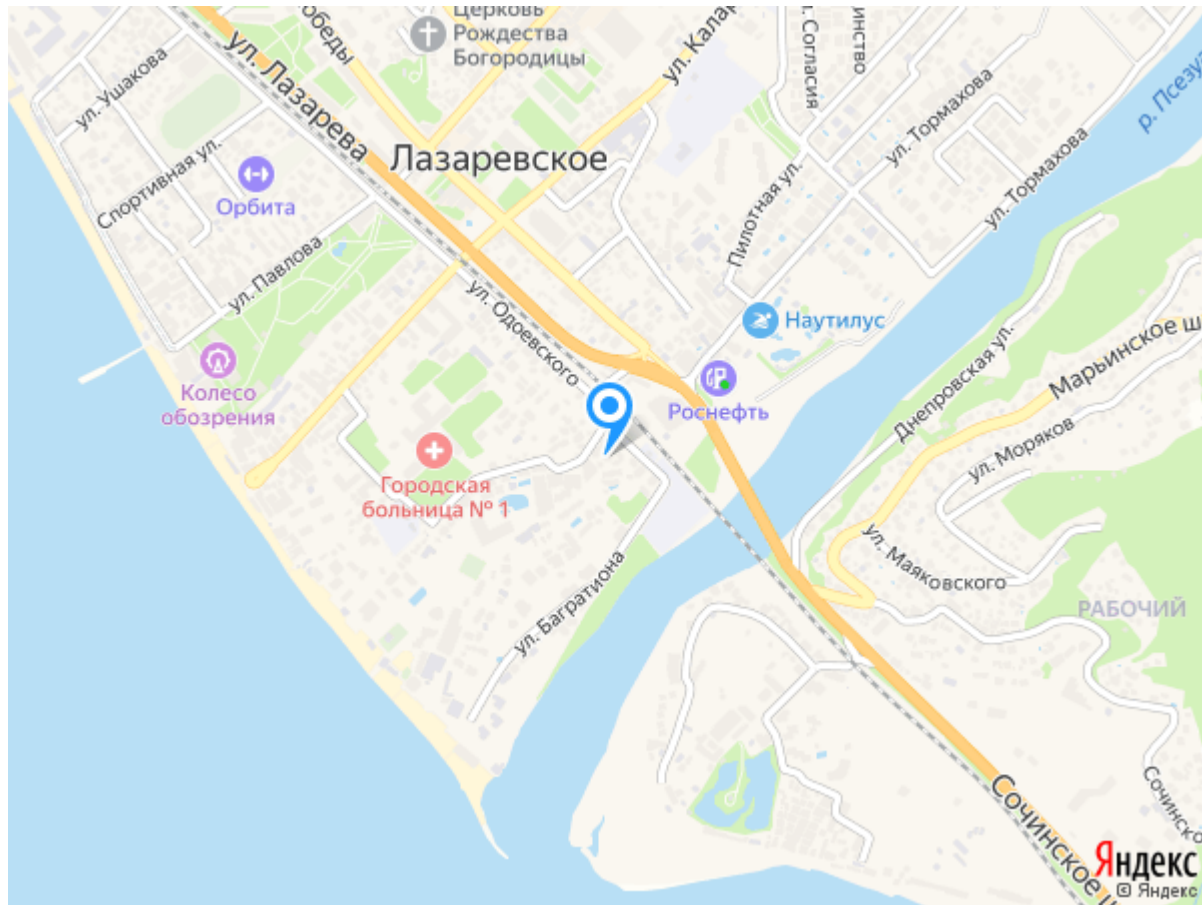 Церковь
Рождества
Богородицы
ул. Лазарева
ул. Ушакова
Лазаревское
Спортивная ул.
Орбита
ул. Павлова
ул. Одоевского
Колесо
обозрения
Городская
больница № 1
ул. Багратиона
ул. Согласия
ул. Тормахова
ул. Тормахова
Пилотная ул.
Наутилус
Роснефть
Днепровская ул.
Марьинское ш
ул. Моряков
ул. Маяковского
РАБОЧИЙ
Сочинское ш
Яндекс
© Яндекс